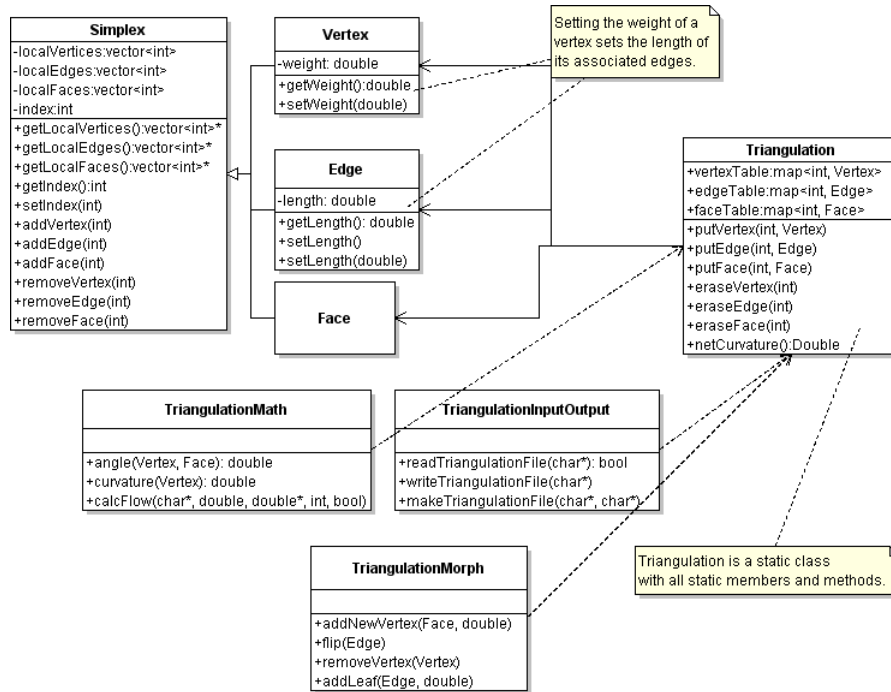 Simplex
-localVertices:vector<int>
-localEdges:vector<int>
-localFaces:vector<int>
-index:int
+getLocalVertices():vector<int>*
+getLocalEdges():vector<int>*
+getLocalFaces():vector<int>*
+getIndex():int
+setIndex(int)
+addVertex(int)
+addEdge(int)
+addFace(int)
+removeVertex(int)
+removeEdge(int)
+removeFace(int)
Vertex
-weight: double
+getWeight():double
+setWeight(double)
Edge
-length: double
+getLength(): double
+setLength()
+setLength(double)
Face
Setting the weight of a
vertex sets the length of
its associated edges.
Triangulation
+vertexTable:map<int, Vertex>
+edgeTable:map<int, Edge>
+faceTable:map<int, Face>
+putVertex(int, Vertex)
+putEdge(int, Edge)
+putFace(int, Face)
+eraseVertex(int)
+eraseEdge(int)
+eraseFace(int)
+netCurvature():Double
TriangulationMath
+angle(Vertex, Face): double
+curvature(Vertex): double
+calcFlow(char*, double, double*, int, bool)
TriangulationInputOutput
+readTriangulationFile(char*): bool
+writeTriangulationFile(char*)
+makeTriangulationFile(char*, char*)
TriangulationMorph
+addNewVertex(Face, double)
+flip(Edge)
+removeVertex(Vertex)
+addLeaf(Edge, double)
Triangulation is a static class
with all static members and methods.